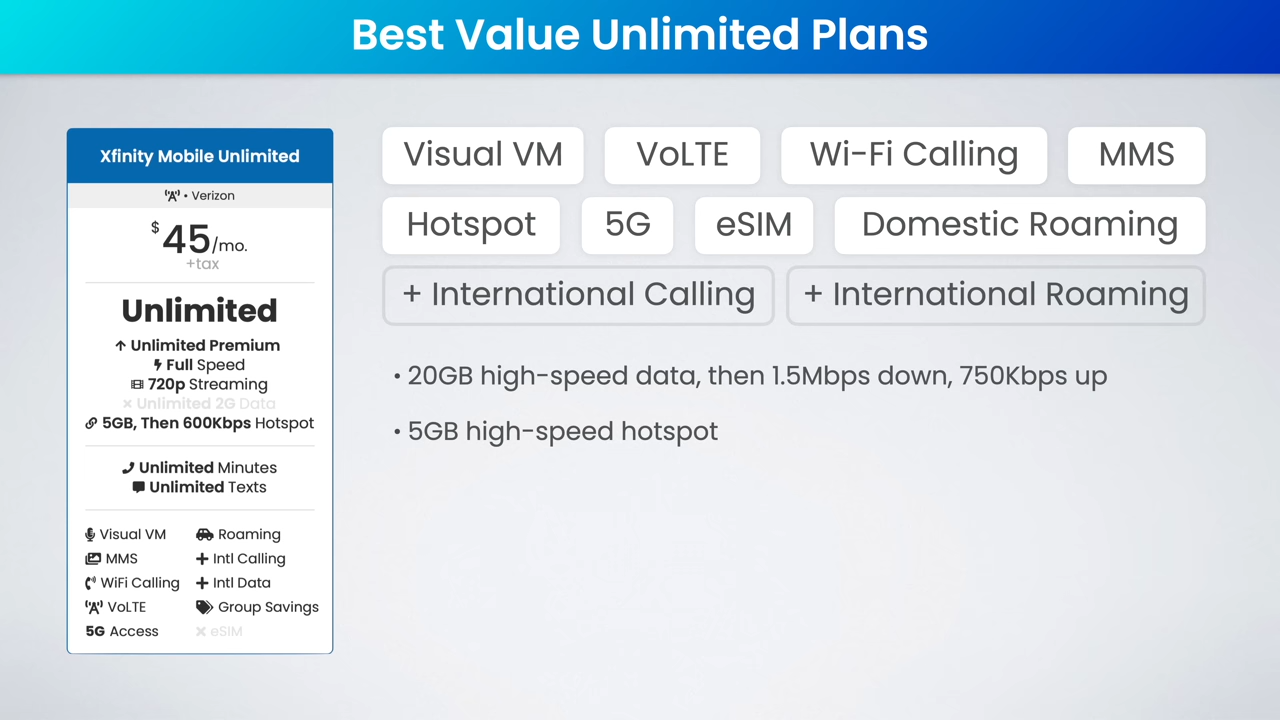 Best Value Unlimited Plans
Xfinity Mobile Unlimited
• Verizon
$45/mo.
+tax
Unlimited
Unlimited Premium
Full Speed
720p Streaming
Unlimited 2G Data
5GB, Then 600Kbps Hotspot
Unlimited Minutes
Unlimited Texts
Visual VM Roaming
MMS + Intl Calling
WiFi Calling + Intl Data
VoLTE Group Savings
5G Access eSIM
Visual VM VoLTE Wi-Fi Calling MMS
Hotspot 5G eSIM Domestic Roaming
+ International Calling + International Roaming
• 20GB high-speed data, then 1.5Mbps down, 750Kbps up
• 5GB high-speed hotspot